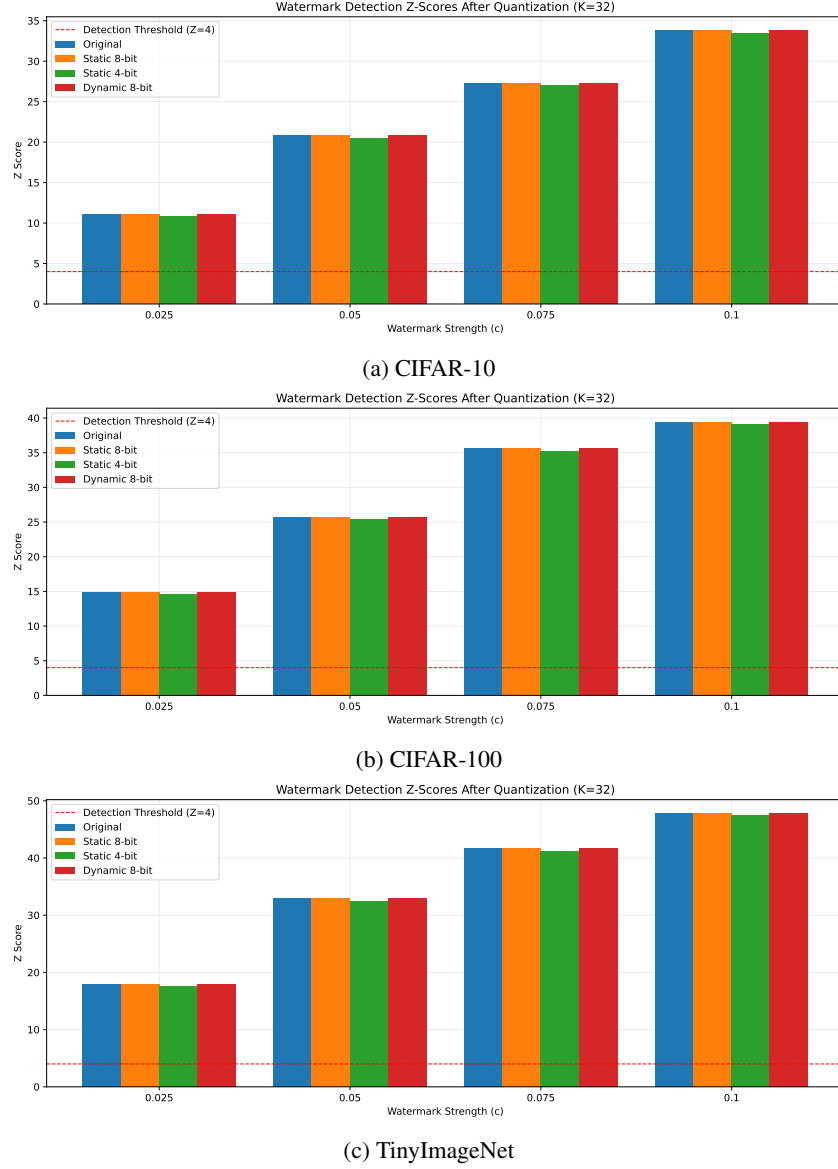 Watermark Detection Z-Scores After Quantization (K=32)
35
30
25
20
15
10
5
0
Z Score
Detection Threshold (Z=4)
Original
Static 8-bit
Static 4-bit
Dynamic 8-bit
0.025 0.05 0.075 0.1
Watermark Strength (c)
(a) CIFAR-10
Watermark Detection Z-Scores After Quantization (K=32)
40
35
30
25
20
15
10
5
0
Z Score
Detection Threshold (Z=4)
Original
Static 8-bit
Static 4-bit
Dynamic 8-bit
0.025 0.05 0.075 0.1
Watermark Strength (c)
(b) CIFAR-100
Watermark Detection Z-Scores After Quantization (K=32)
50
40
30
20
10
0
Z Score
Detection Threshold (Z=4)
Original
Static 8-bit
Static 4-bit
Dynamic 8-bit
0.025 0.05 0.075 0.1
Watermark Strength (c)
(c) TinyImageNet